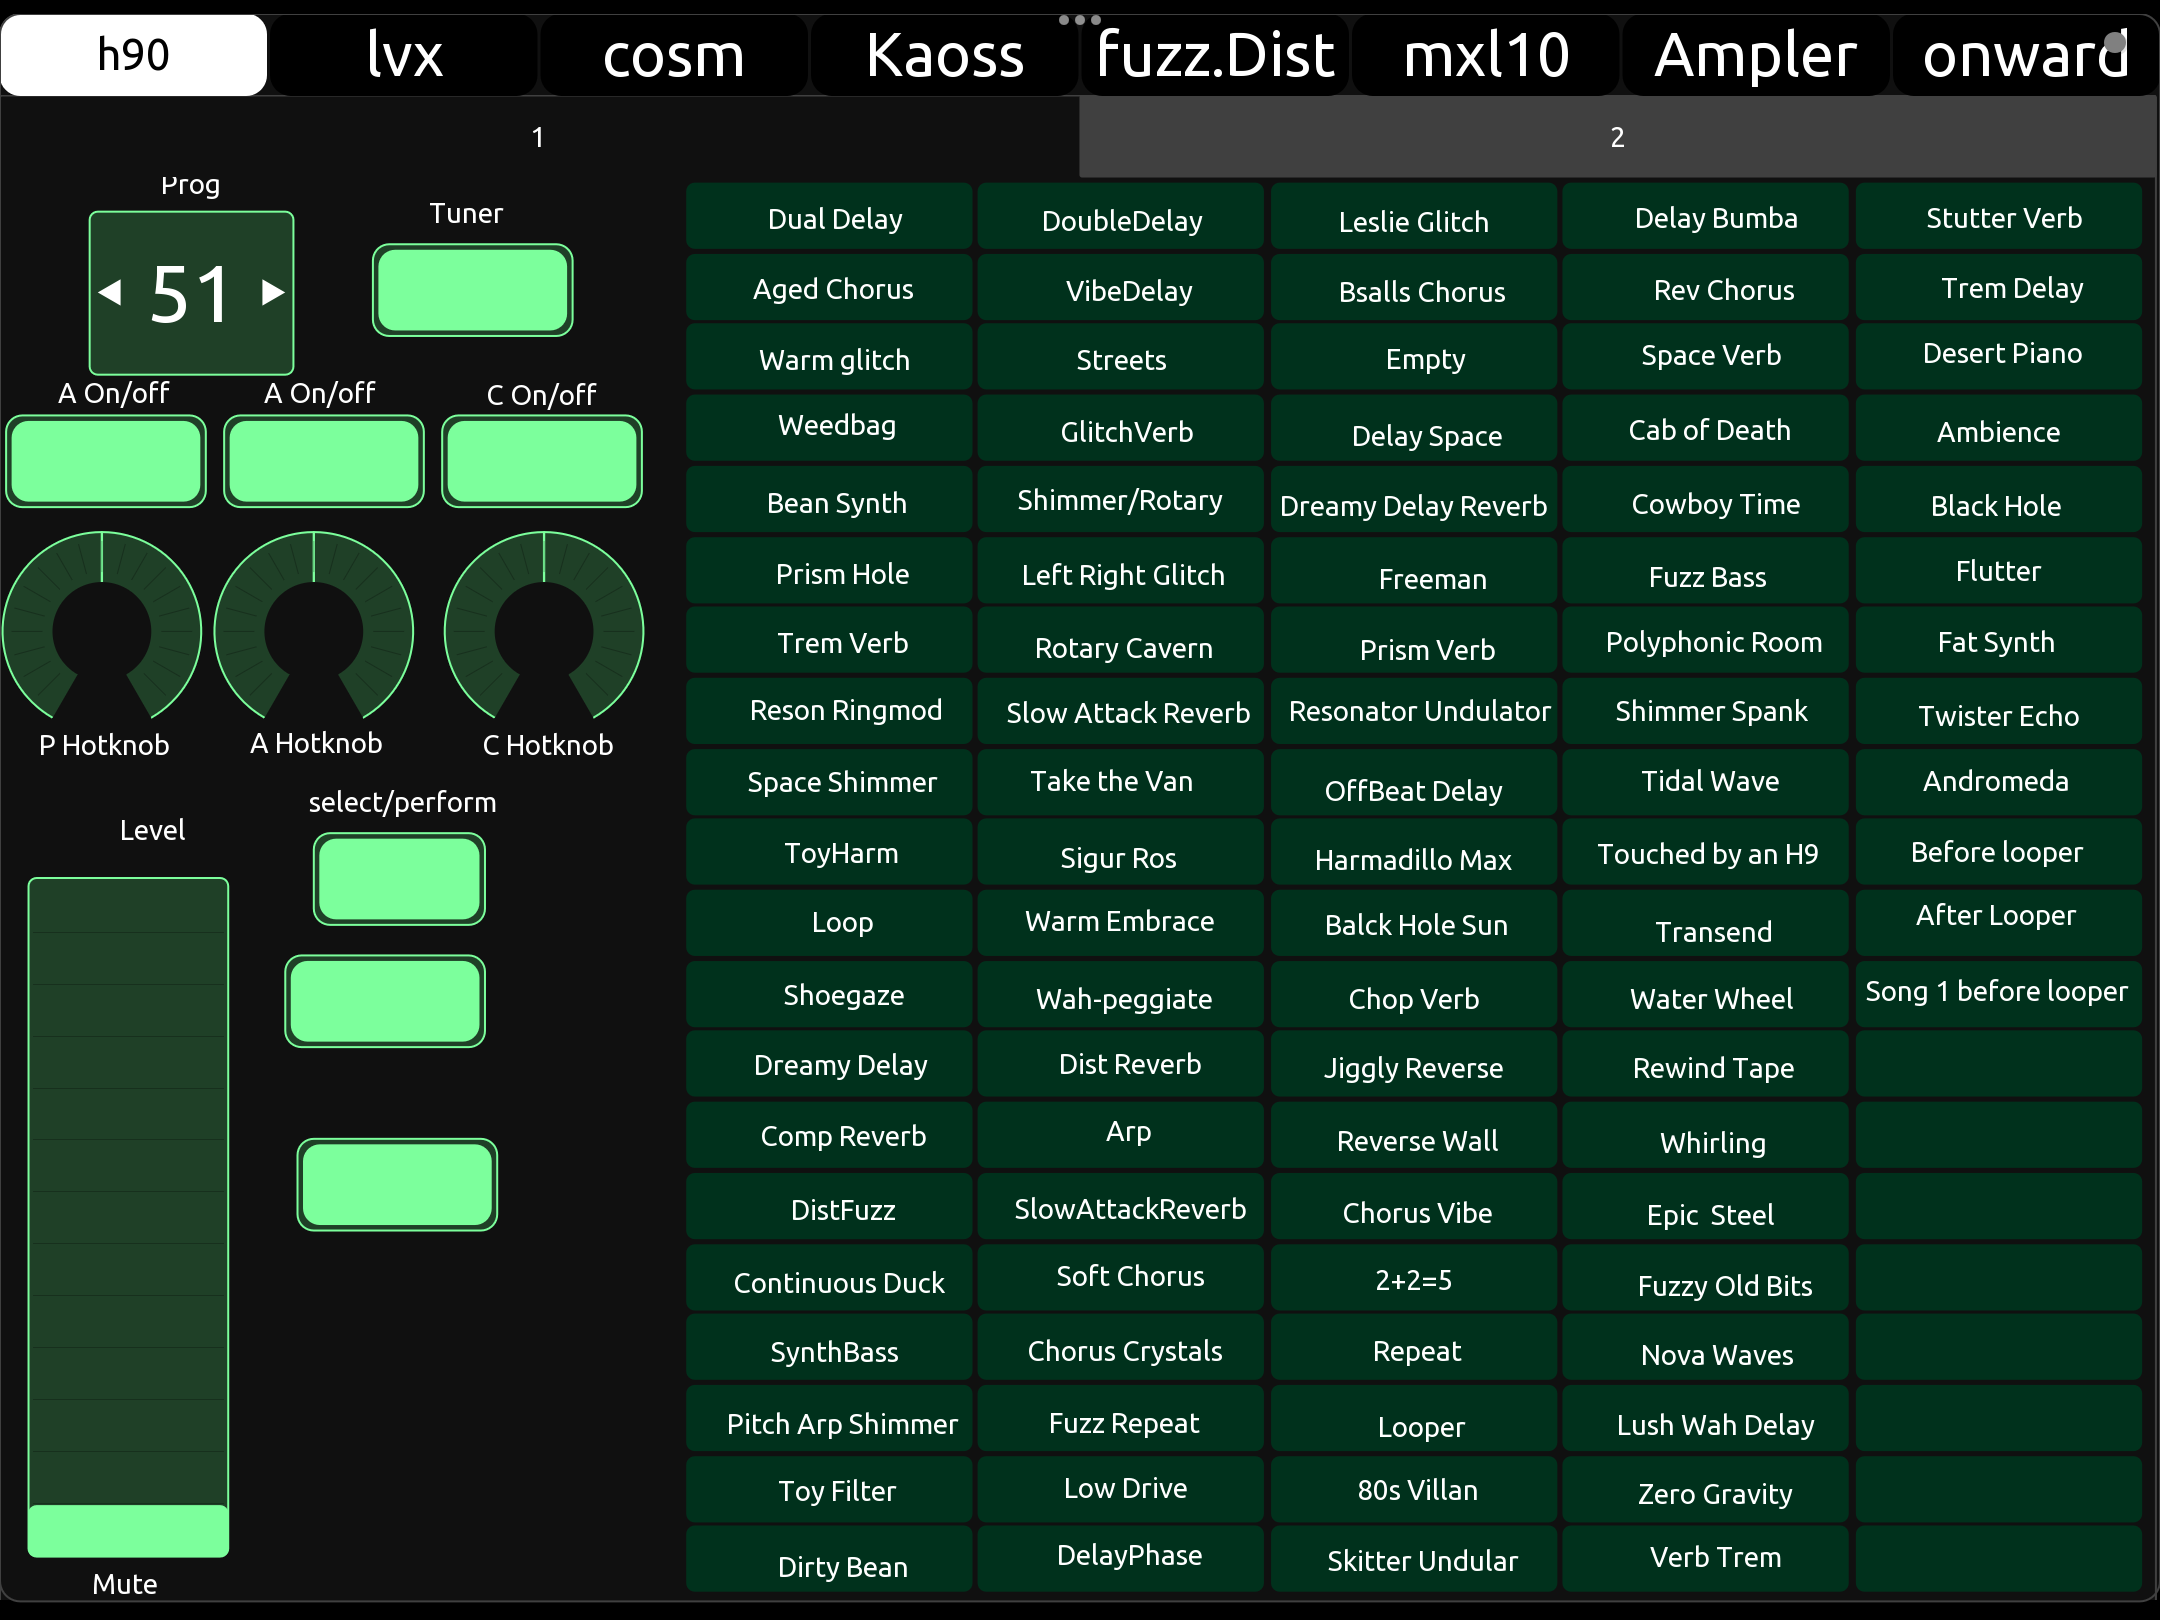 h90
lvx
cosm
Kaoss
fuzz.Dist
mxl10
Ampler
onward
1
2
Prog
51
Tuner
A On/off
A On/off
C On/off
P Hotknob
A Hotknob
C Hotknob
select/perform
Level
Mute
Dual Delay
DoubleDelay
Leslie Glitch
Delay Bumba
Stutter Verb
Aged Chorus
VibeDelay
Bsalls Chorus
Rev Chorus
Trem Delay
Warm glitch
Streets
Empty
Space Verb
Desert Piano
Weedbag
GlitchVerb
Delay Space
Cab of Death
Ambience
Bean Synth
Shimmer/Rotary
Dreamy Delay Reverb
Cowboy Time
Black Hole
Prism Hole
Left Right Glitch
Freeman
Fuzz Bass
Flutter
Trem Verb
Rotary Cavern
Prism Verb
Polyphonic Room
Fat Synth
Reson Ringmod
Slow Attack Reverb
Resonator Undulator
Shimmer Spank
Twister Echo
Space Shimmer
Take the Van
OffBeat Delay
Tidal Wave
Andromeda
ToyHarm
Sigur Ros
Harmadillo Max
Touched by an H9
Before looper
Loop
Warm Embrace
Balck Hole Sun
Transend
After Looper
Shoegaze
Wah-peggiate
Chop Verb
Water Wheel
Song 1 before looper
Dreamy Delay
Dist Reverb
Jiggly Reverse
Rewind Tape
Comp Reverb
Arp
Reverse Wall
Whirling
DistFuzz
SlowAttackReverb
Chorus Vibe
Epic  Steel
Continuous Duck
Soft Chorus
2+2=5
Fuzzy Old Bits
SynthBass
Chorus Crystals
Repeat
Nova Waves
Pitch Arp Shimmer
Fuzz Repeat
Looper
Lush Wah Delay
Toy Filter
Low Drive
80s Villan
Zero Gravity
Dirty Bean
DelayPhase
Skitter Undular
Verb Trem